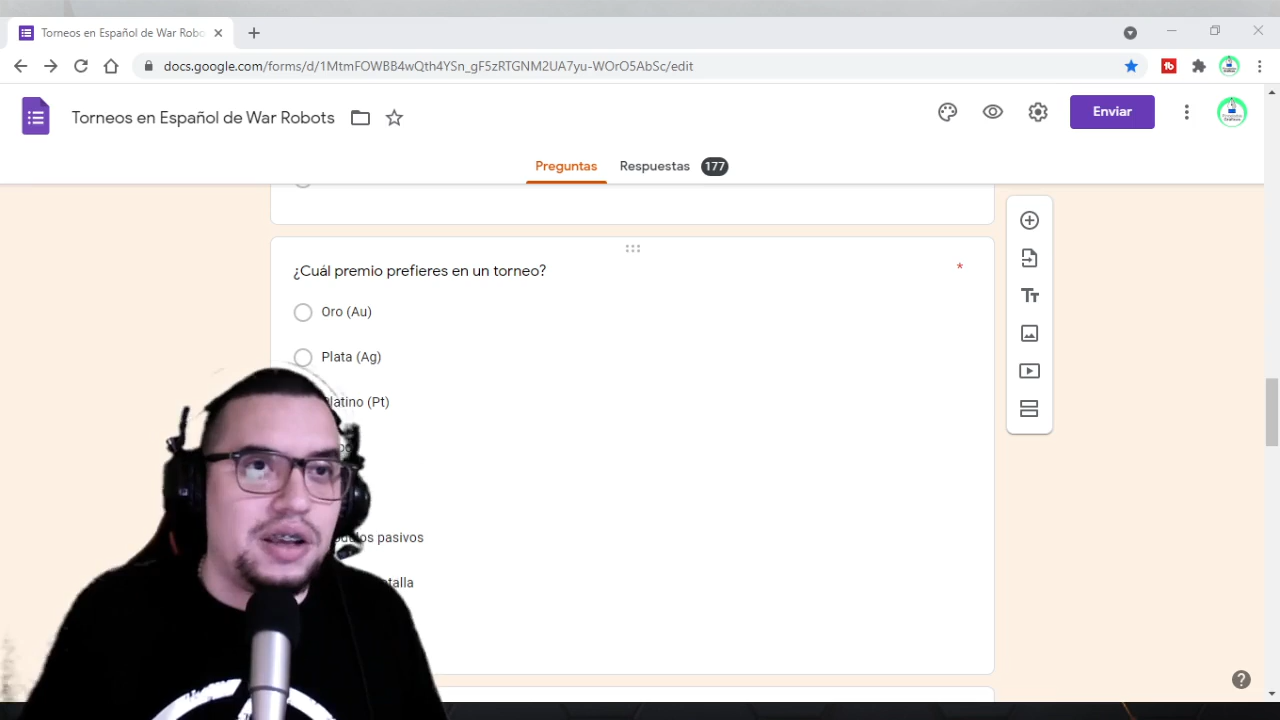 Torneos en Español de War Robo
docs.google.com/forms/d/1MtmFOWBB4wQth4YSn_gF5zRTGNM2UA7yu-WOrO5AbSc/edit
Torneos en Español de War Robots
Enviar
Preguntas
Respuestas 177
¿Cuál premio prefieres en un torneo?
*
Oro (Au)
Plata (Ag)
Platino (Pt)
pasivos